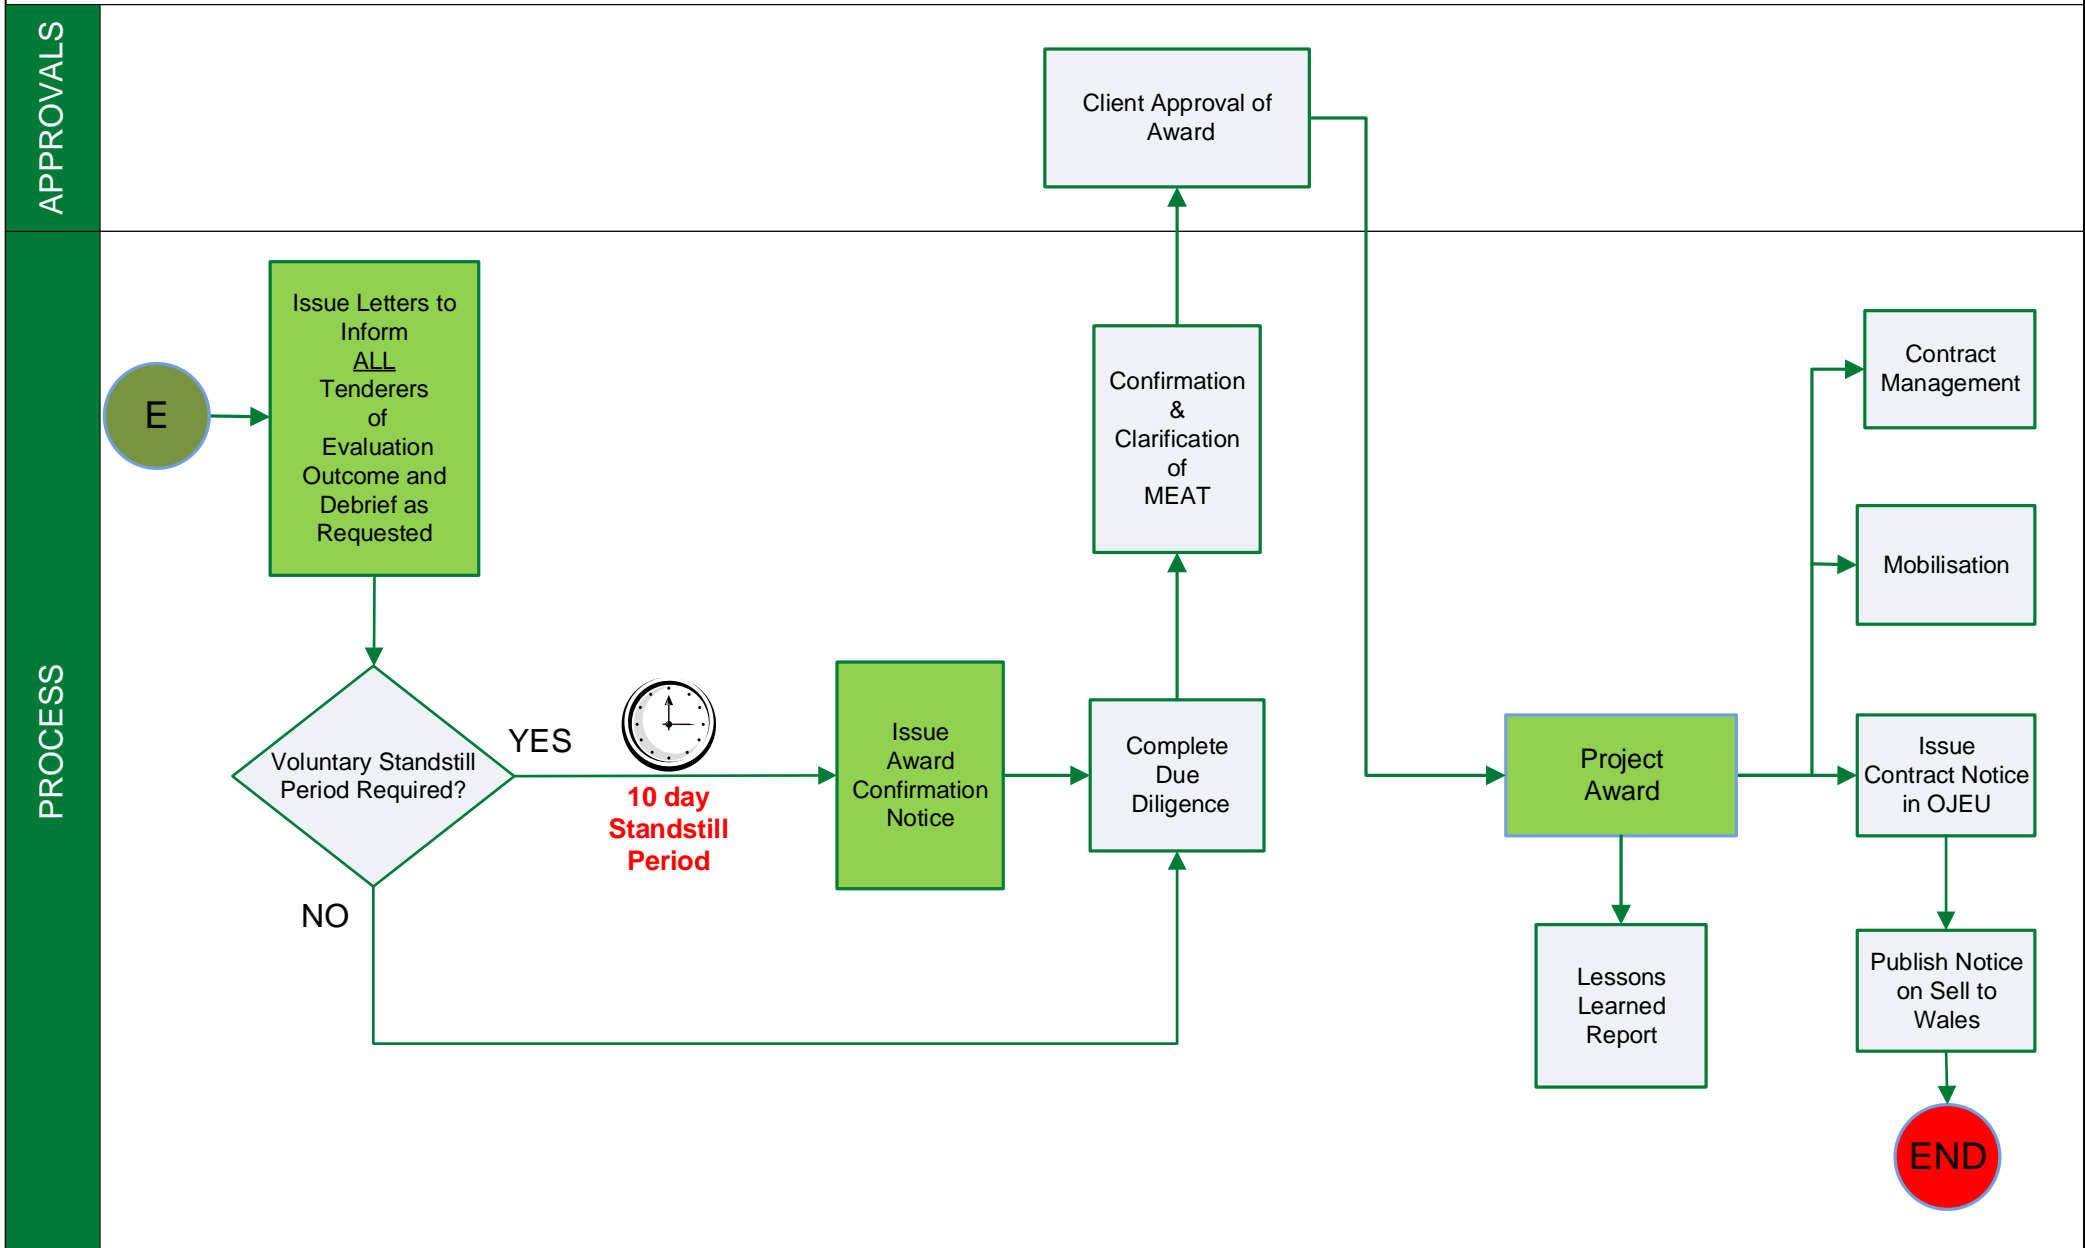 APPROVALS
Client Approval of
Award
PROCESS
E
Issue Letters to
Inform
ALL
Tenderers
of
Evaluation
Outcome and
Debrief as
Requested
Voluntary Standstill
Period Required?
YES
NO
10 day
Standstill
Period
Issue
Award
Confirmation
Notice
Complete
Due
Diligence
Confirmation
&
Clarification
of
MEAT
Project
Award
Lessons
Learned
Report
Contract
Management
Mobilisation
Issue
Contract Notice
in OJEU
Publish Notice
on Sell to
Wales
END